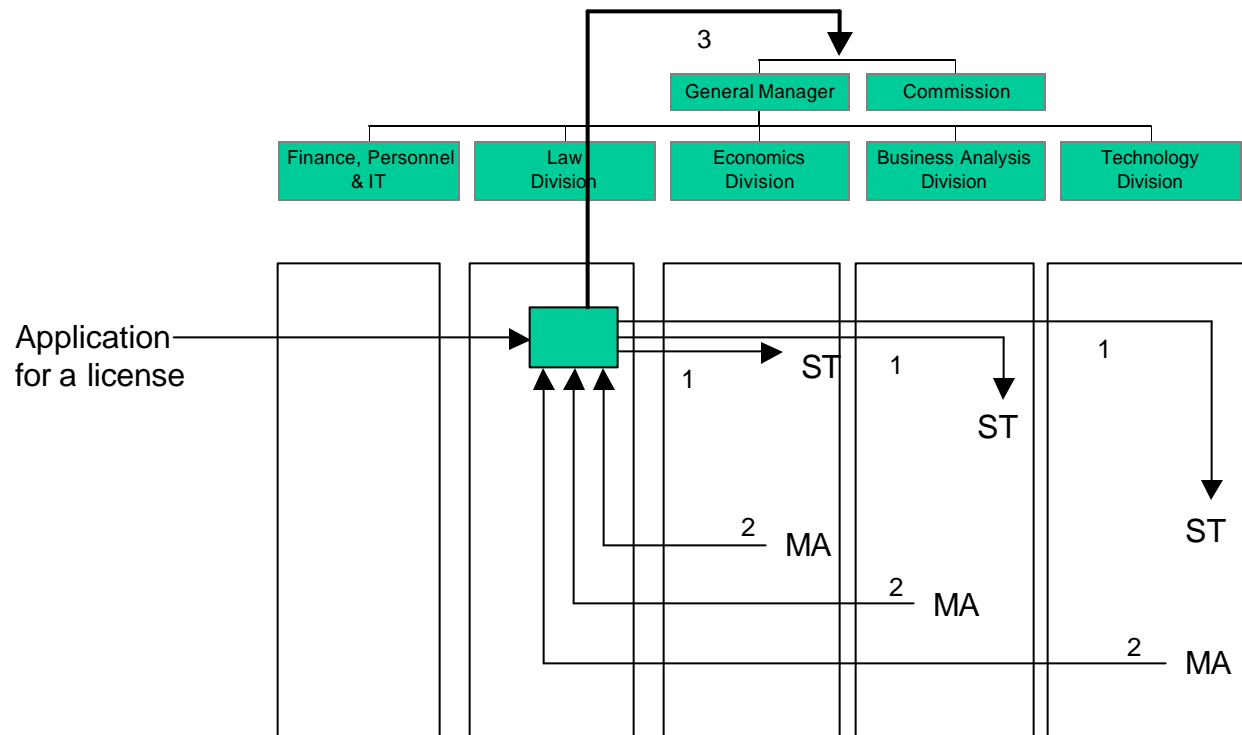 3
General Manager
Commission
Finance, Personnel
& IT
Law
Division
Economics
Division
Business Analysis
Division
Technology
Division
Application
for a license
1
ST
1
ST
1
ST
2
MA
2
MA
2
MA